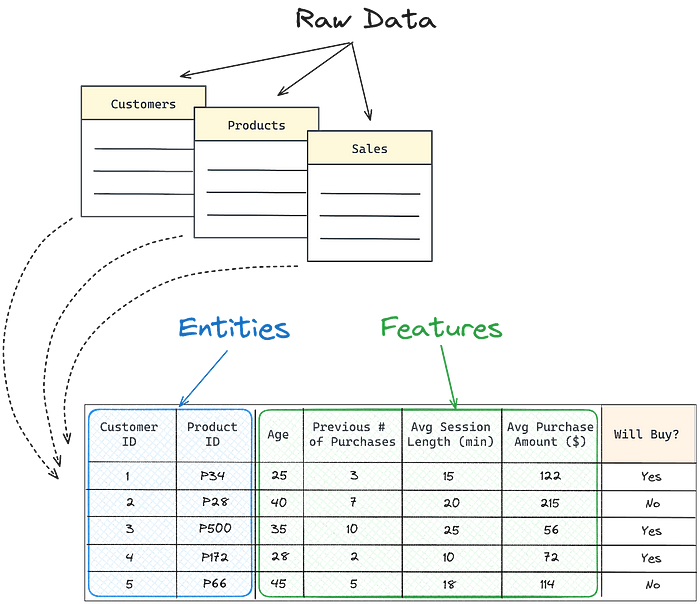 Raw Data
Customers
Products
Sales
Entities
Features
Customer ID Product ID Age Previous # of Purchases Avg Session Length (min) Avg Purchase Amount ($) Will Buy?
1 P34 25 3 15 122 Yes
2 P28 40 7 20 215 No
3 P500 35 10 25 56 Yes
4 P172 28 2 10 72 Yes
5 P66 45 5 18 114 No